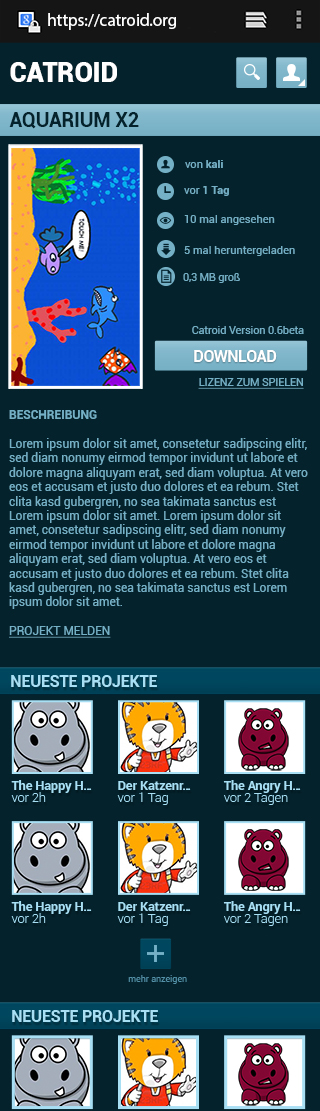 https://catroid.org
CATROID
AQUARIUM X2
TOUCH ME!
von kali
vor 1 Tag
10 mal angesehen
5 mal heruntergeladen
0,3 MB groß
Catroid Version 0.6beta
DOWNLOAD
LIZENZ ZUM SPIELEN
BESCHREIBUNG
Lorem ipsum dolor sit amet, consetetur sadipscing elitr,
sed diam nonumy eirmod tempor invidunt ut labore et
dolore magna aliquyam erat, sed diam voluptua. At vero
eos et accusam et justo duo dolores et ea rebum. Stet
clita kasd gubergren, no sea takimata sanctus est
Lorem ipsum dolor sit amet. Lorem ipsum dolor sit
amet, consetetur sadipscing elitr, sed diam nonumy
eirmod tempor invidunt ut labore et dolore magna
aliquyam erat, sed diam voluptua. At vero eos et
accusam et justo duo dolores et ea rebum. Stet clita
kasd gubergren, no sea takimata sanctus est Lorem
ipsum dolor sit amet.
PROJEKT MELDEN
NEUESTE PROJEKTE
The Happy H... Der Katzenr... The Angry H...
vor 2h vor 1 Tag vor 2 Tagen
The Happy H... Der Katzenr... The Angry H...
vor 2h vor 1 Tag vor 2 Tagen
mehr anzeigen
NEUESTE PROJEKTE